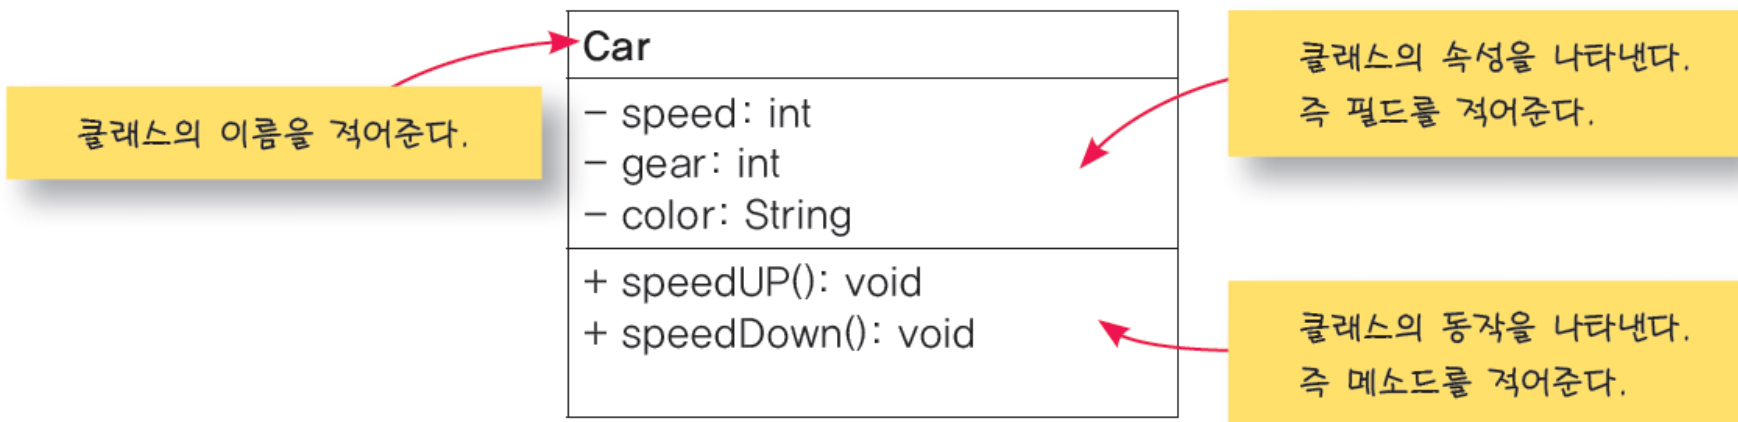 Car
클래스의 이름을 적어준다.
- speed: int
- gear: int
- color: String
+ speedUP(): void
+ speedDown(): void
클래스의 속성을 나타낸다.
즉 필드를 적어준다.
클래스의 동작을 나타낸다.
즉 메소드를 적어준다.